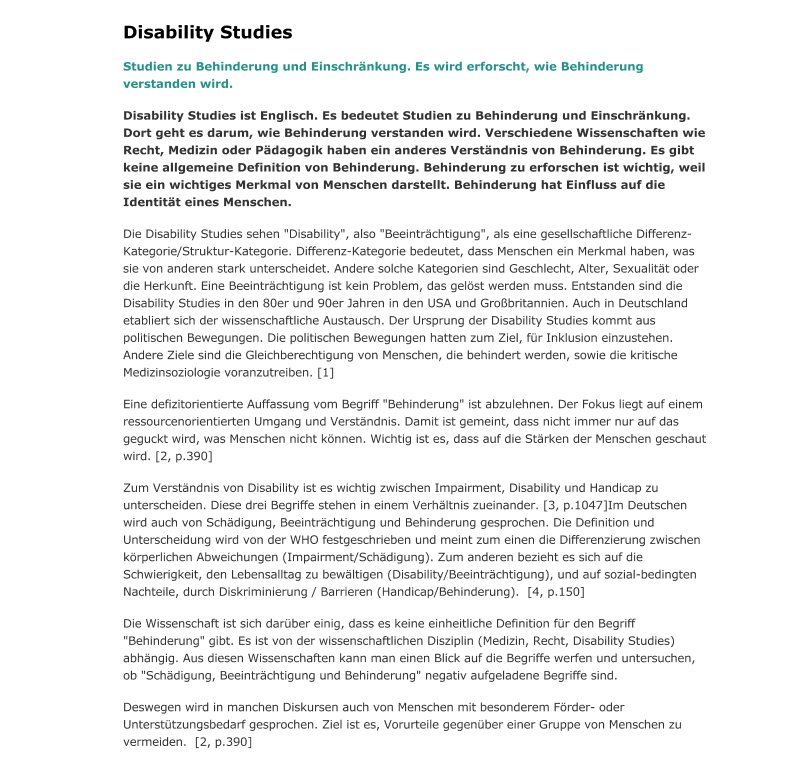 Disability Studies
Studien zu Behinderung und Einschränkung. Es wird erforscht, wie Behinderung
verstanden wird.
Disability Studies ist Englisch. Es bedeutet Studien zu Behinderung und Einschränkung.
Dort geht es darum, wie Behinderung verstanden wird. Verschiedene Wissenschaften wie
Recht, Medizin oder Pädagogik haben ein anderes Verständnis von Behinderung. Es gibt
keine allgemeine Definition von Behinderung. Behinderung zu erforschen ist wichtig, weil
sie ein wichtiges Merkmal von Menschen darstellt. Behinderung hat Einfluss auf die
Identität eines Menschen.
Die Disability Studies sehen "Disability", also "Beeinträchtigung", als eine gesellschaftliche Differenz-
Kategorie/Struktur-Kategorie. Differenz-Kategorie bedeutet, dass Menschen ein Merkmal haben, was
sie von anderen stark unterscheidet. Andere solche Kategorien sind Geschlecht, Alter, Sexualität oder
die Herkunft. Eine Beeinträchtigung ist kein Problem, das gelöst werden muss. Entstanden sind die
Disability Studies in den 80er und 90er Jahren in den USA und Großbritannien. Auch in Deutschland
etabliert sich der wissenschaftliche Austausch. Der Ursprung der Disability Studies kommt aus
politischen Bewegungen. Die politischen Bewegungen hatten zum Ziel, für Inklusion einzustehen.
Andere Ziele sind die Gleichberechtigung von Menschen, die behindert werden, sowie die kritische
Medizinsoziologie voranzutreiben. [1]
Eine defizitorientierte Auffassung vom Begriff "Behinderung" ist abzulehnen. Der Fokus liegt auf einem
ressourcenorientierten Umgang und Verständnis. Damit ist gemeint, dass nicht immer nur auf das
geguckt wird, was Menschen nicht können. Wichtig ist es, dass auf die Stärken der Menschen geschaut
wird. [2, p.390]
Zum Verständnis von Disability ist es wichtig zwischen Impairment, Disability und Handicap zu
unterscheiden. Diese drei Begriffe stehen in einem Verhältnis zueinander. [3, p.1047]Im Deutschen
wird auch von Schädigung, Beeinträchtigung und Behinderung gesprochen. Die Definition und
Unterscheidung wird von der WHO festgeschrieben und meint zum einen die Differenzierung zwischen
körperlichen Abweichungen (Impairment/Schädigung). Zum anderen bezieht es sich auf die
Schwierigkeit, den Lebensalltag zu bewältigen (Disability/Beeinträchtigung), und auf sozial-bedingten
Nachteile, durch Diskriminierung / Barrieren (Handicap/Behinderung).  [4, p.150]
Die Wissenschaft ist sich darüber einig, dass es keine einheitliche Definition für den Begriff
"Behinderung" gibt. Es ist von der wissenschaftlichen Disziplin (Medizin, Recht, Disability Studies)
abhängig. Aus diesen Wissenschaften kann man einen Blick auf die Begriffe werfen und untersuchen,
ob "Schädigung, Beeinträchtigung und Behinderung" negativ aufgeladene Begriffe sind.
Deswegen wird in manchen Diskursen auch von Menschen mit besonderem Förder- oder
Unterstützungsbedarf gesprochen. Ziel ist es, Vorurteile gegenüber einer Gruppe von Menschen zu
vermeiden.  [2, p.390]